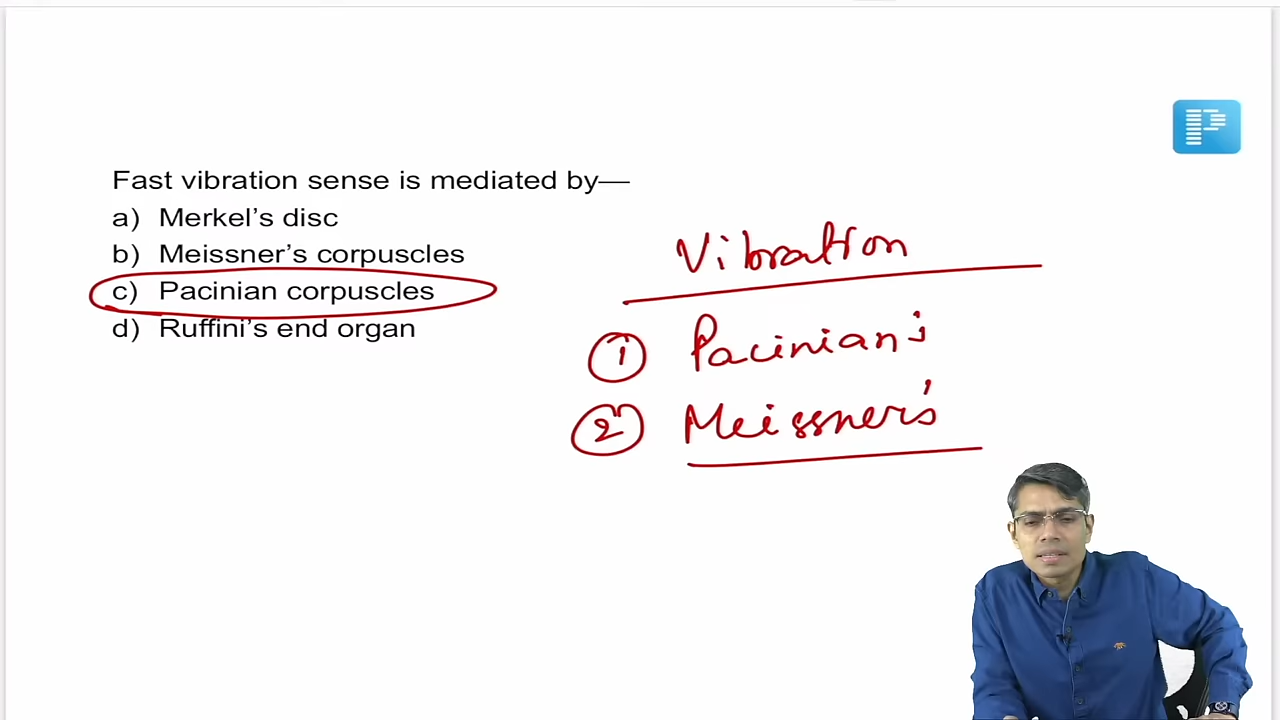 Fast vibration sense is mediated by—
a) Merkel’s disc
b) Meissner’s corpuscles
c) Pacinian corpuscles
d) Ruffini’s end organ
Vibration
1 Pacinian's
2 Meissner's
P